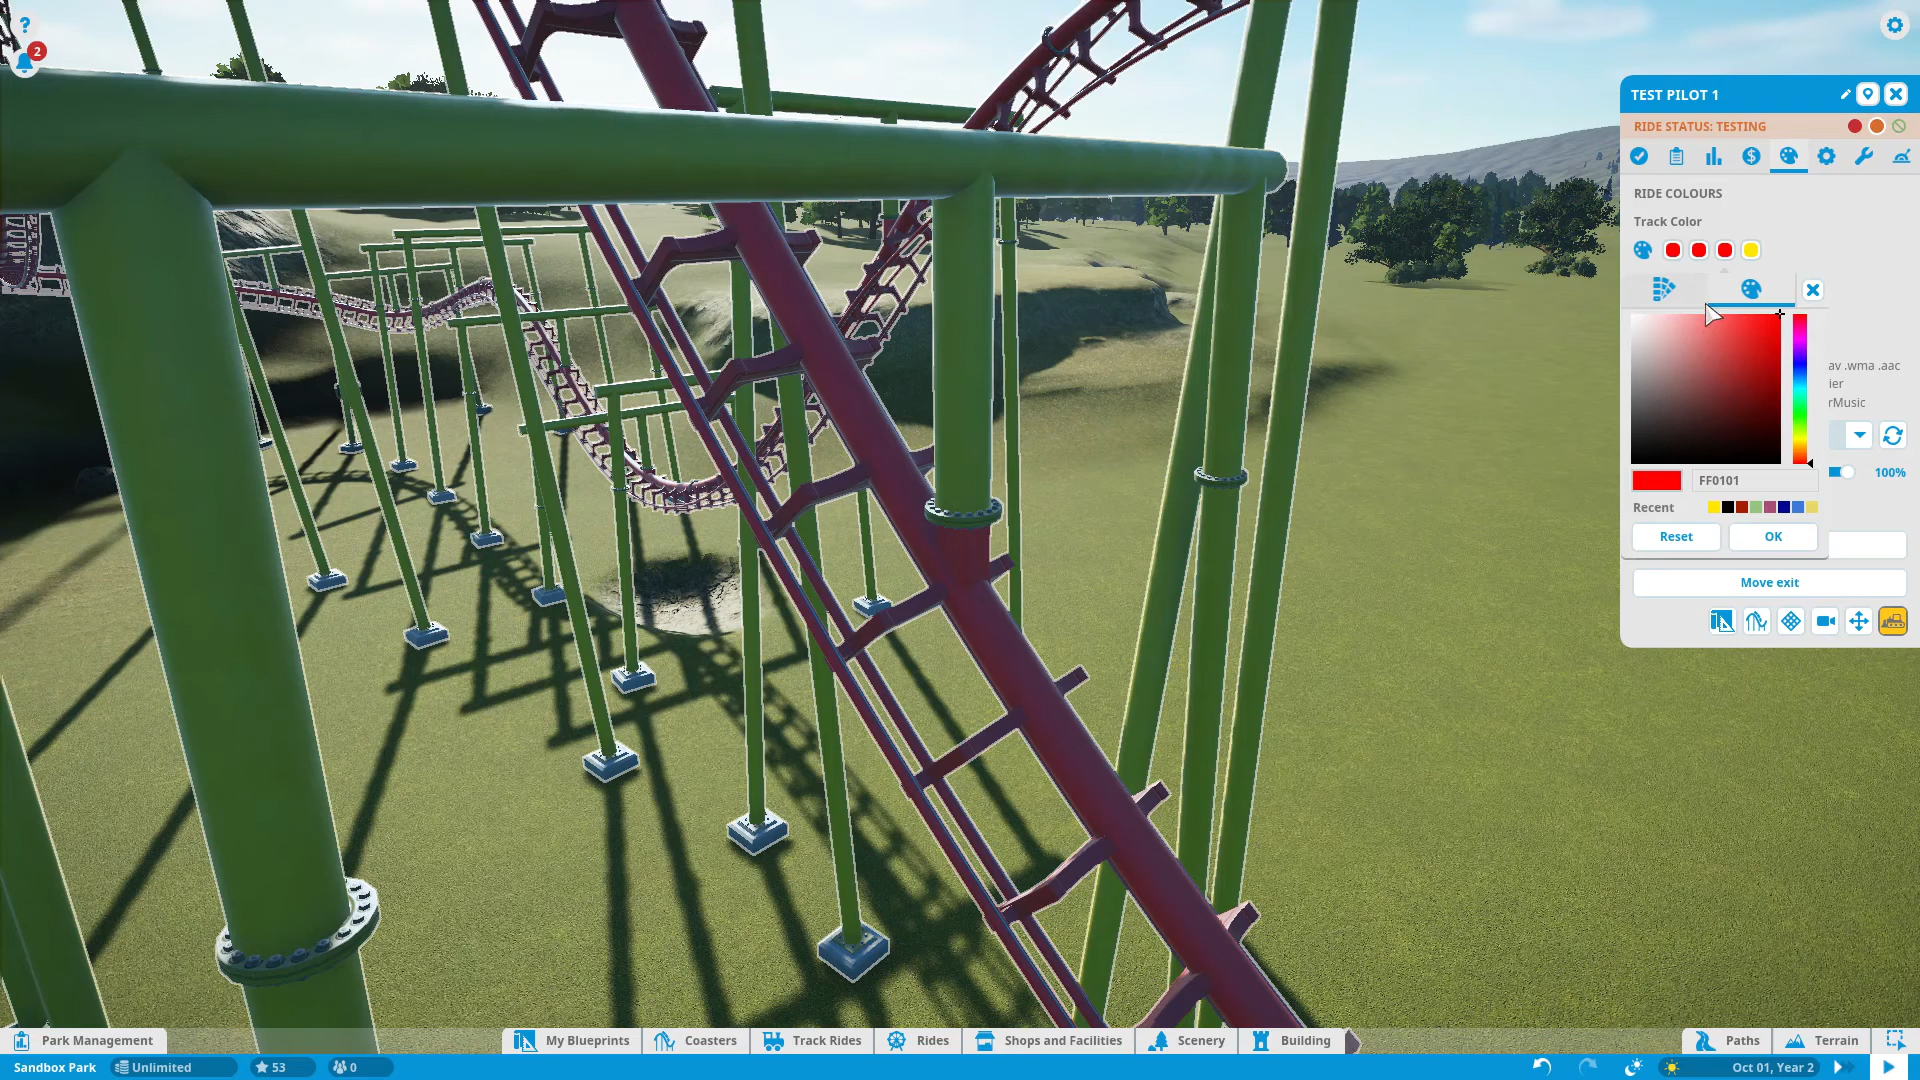 ?
2
TEST PILOT 1
RIDE STATUS: TESTING
RIDE COLOURS
Track Color
av .wma .aac
ier
rMusic
100%
FF0101
Recent
Reset
OK
Move exit
Park Management
My Blueprints
Coasters
Track Rides
Rides
Shops and Facilities
Scenery
Building
Paths
Terrain
Sandbox Park
Unlimited
53
0
Oct 01, Year 2